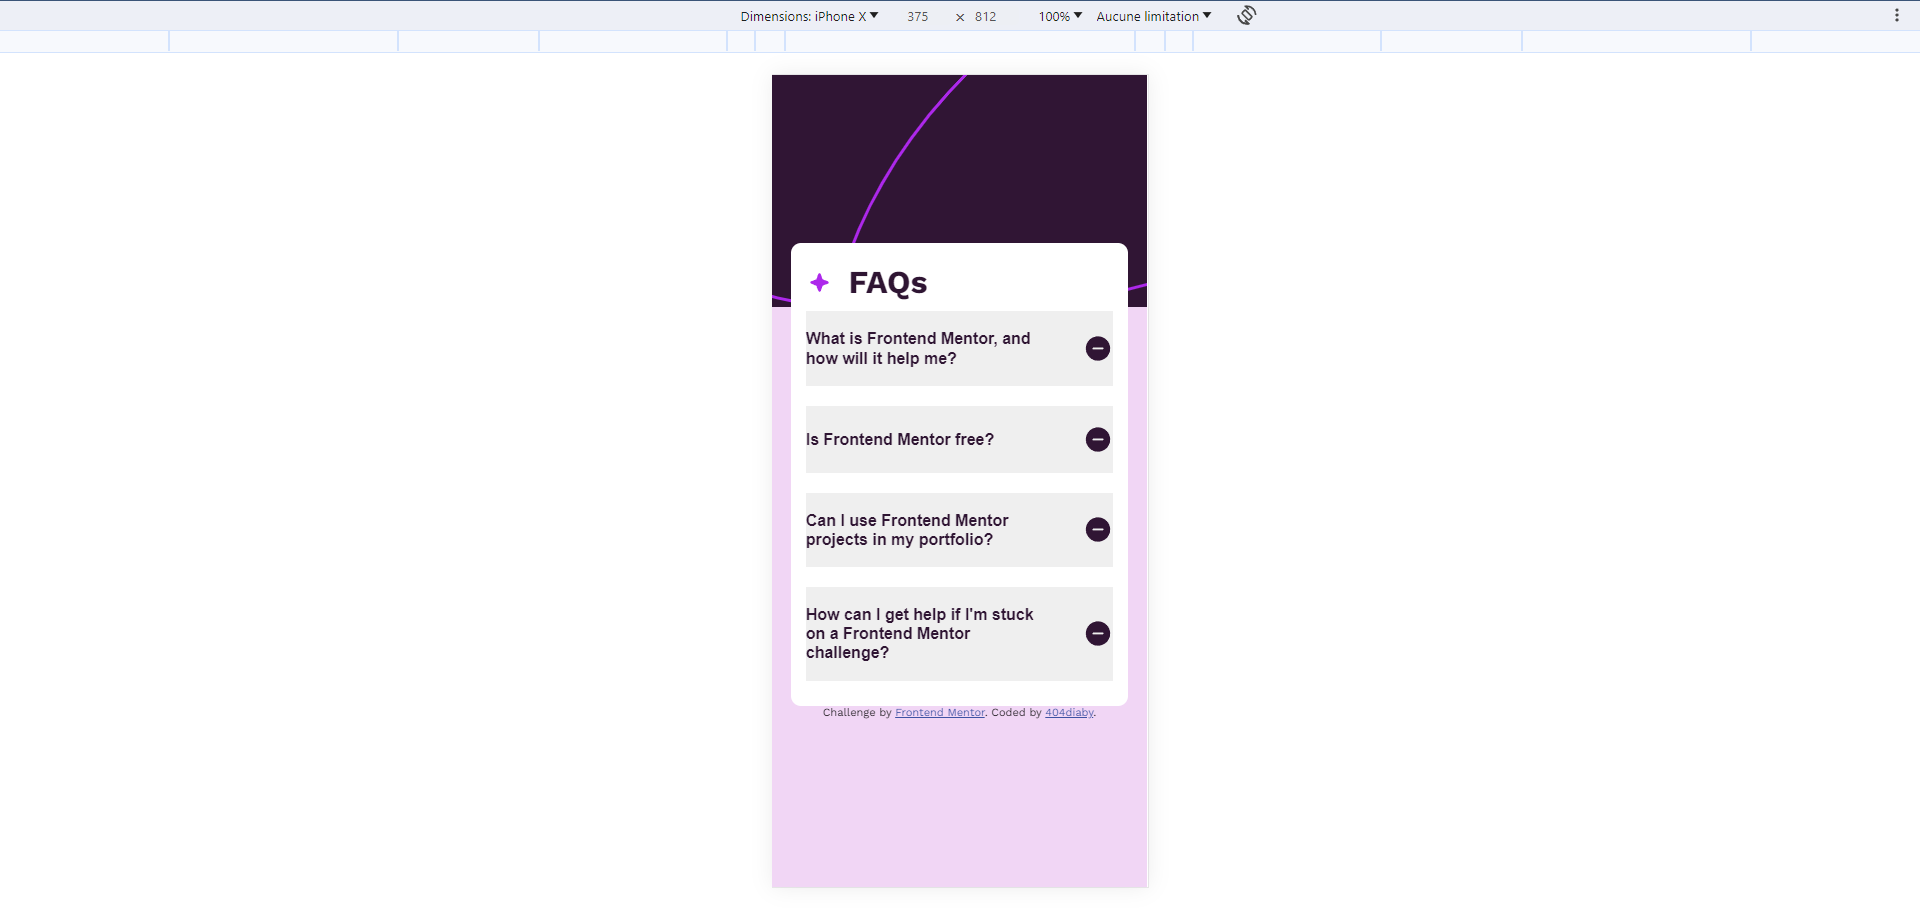 Dimensions: iPhone X 375 × 812 100% Aucune limitation
FAQs
What is Frontend Mentor, and
how will it help me?
Is Frontend Mentor free?
Can I use Frontend Mentor
projects in my portfolio?
How can I get help if I'm stuck
on a Frontend Mentor
challenge?
Challenge by Frontend Mentor. Coded by 404diaby.